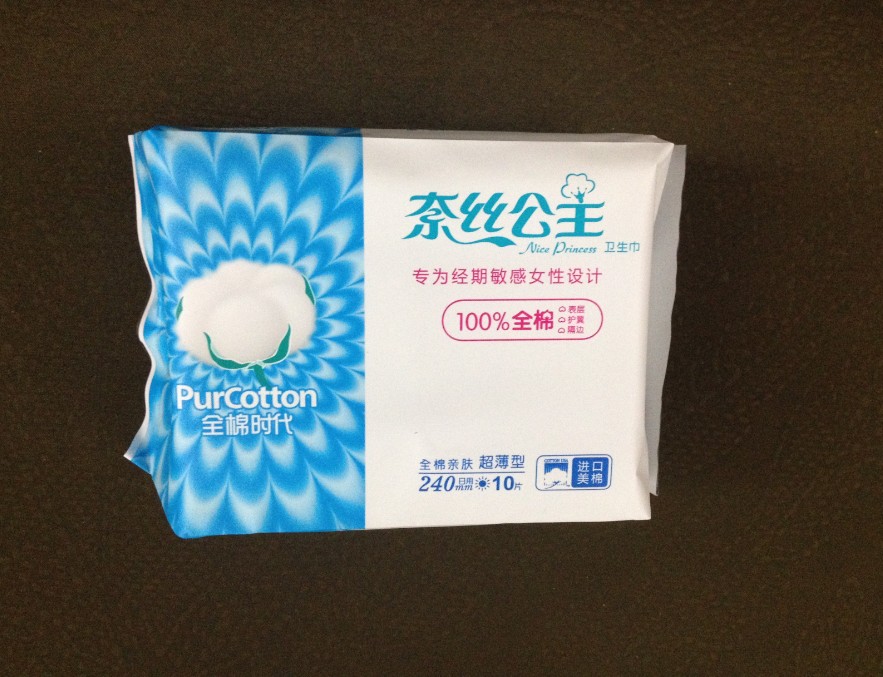 PurCotton
全棉时代
奈丝公主
Nice Princess 卫生巾
专为经期敏感女性设计
100%全棉
表层
护翼
隔边
全棉亲肤 超薄型
240mm 日用 10片
进口
美棉